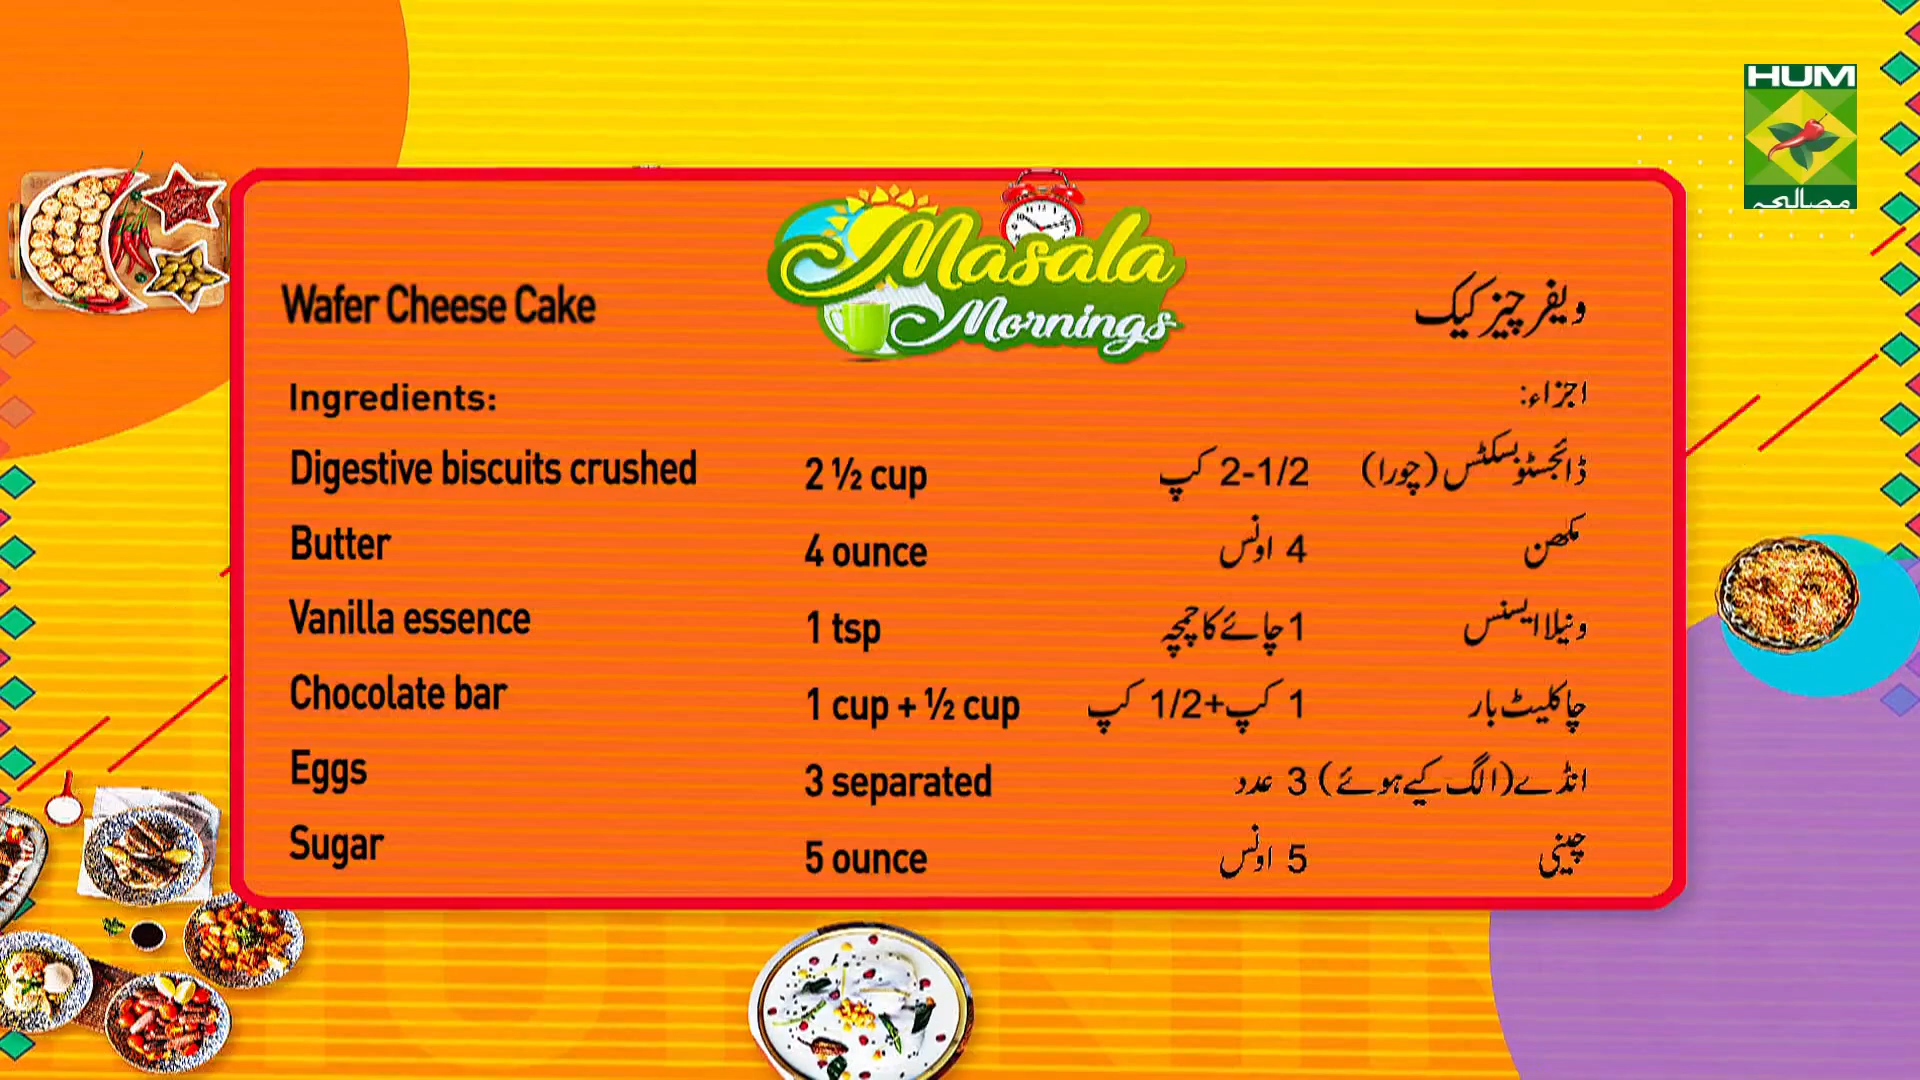 HUM
مصالحہ
Masala
Mornings
Wafer Cheese Cake ویفر چیز کیک
Ingredients: اجزاء:
Digestive biscuits crushed 2 ½ cup ڈائجسٹو بسکٹس (چورا) 2-1/2 کپ
Butter 4 ounce مکھن 4 اونس
Vanilla essence 1 tsp ونیلا ایسنس 1 چائے کا چمچہ
Chocolate bar 1 cup + ½ cup چاکلیٹ بار 1 کپ+1/2 کپ
Eggs 3 separated انڈے (الگ کیے ہوئے) 3 عدد
Sugar 5 ounce چینی 5 اونس